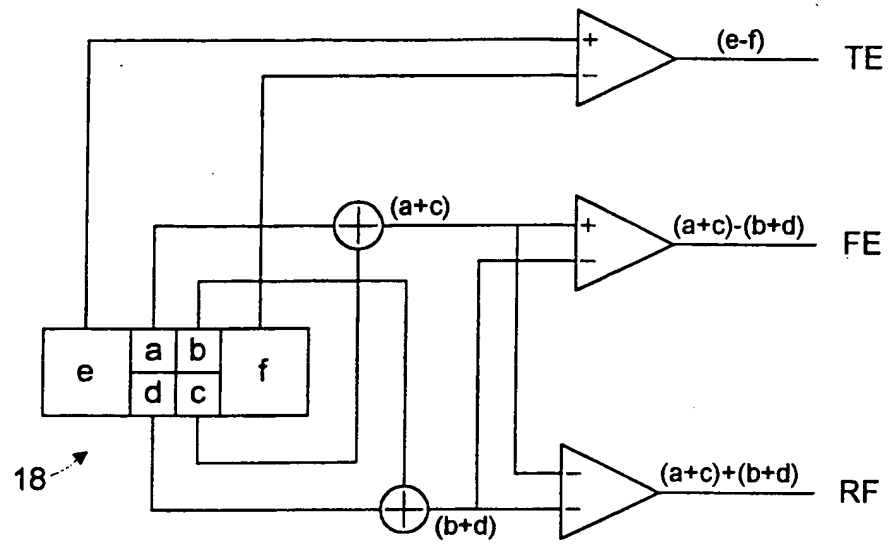 +
(e-f)
TE
−
(a+c)
+
(a+c)-(b+d)
FE
−
e
a
b
f
d
c
18
−
(a+c)+(b+d)
RF
−
(b+d)